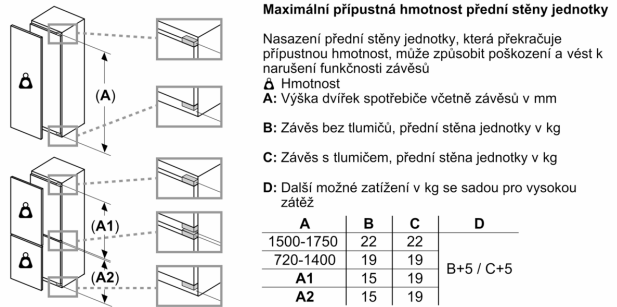 (A)
(A1)
(A2)
Maximální přípustná hmotnost přední stěny jednotky
Nasazení přední stěny jednotky, která překračuje
přípustnou hmotnost, může způsobit poškození a vést k
narušení funkčnosti závěsů
Hmotnost
A: Výška dvířek spotřebiče včetně závěsů v mm
B: Závěs bez tlumičů, přední stěna jednotky v kg
C: Závěs s tlumičem, přední stěna jednotky v kg
D: Další možné zatížení v kg se sadou pro vysokou
zátěž
A B C D
1500-1750 22 22
720-1400 19 19
B+5 / C+5
A1 15 19
A2 15 19